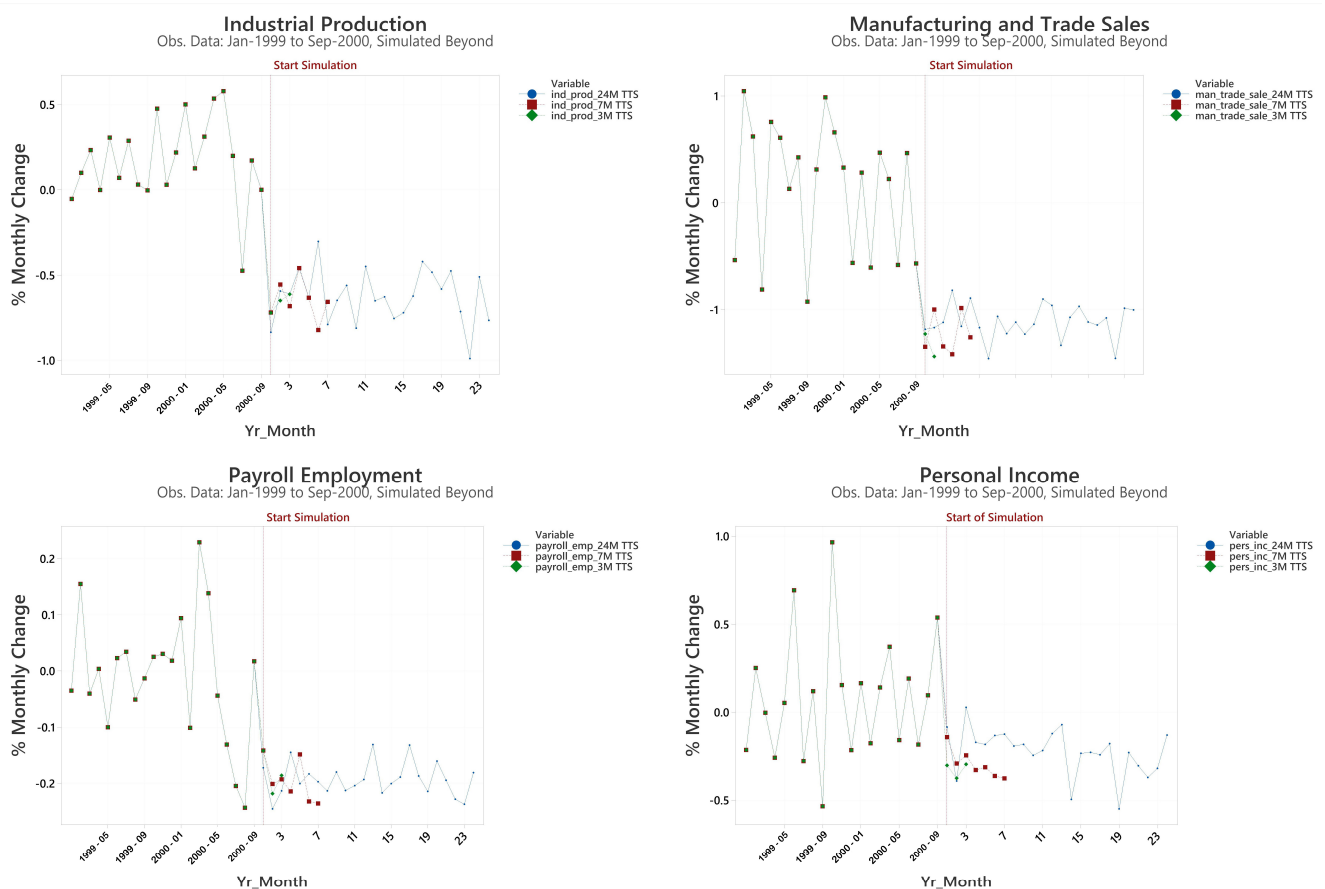 Industrial Production
Obs. Data: Jan-1999 to Sep-2000, Simulated Beyond
Start Simulation
Variable
ind_prod_24M TTS
ind_prod_7M TTS
ind_prod_3M TTS
% Monthly Change
0.5
0.0
-0.5
-1.0
1999 - 05
1999 - 09
2000 - 01
2000 - 05
2000 - 09
3
7
11
15
19
23
Yr_Month
Manufacturing and Trade Sales
Obs. Data: Jan-1999 to Sep-2000, Simulated Beyond
Start Simulation
Variable
man_trade_sale_24M TTS
man_trade_sale_7M TTS
man_trade_sale_3M TTS
% Monthly Change
1
0
-1
1999 - 05
1999 - 09
2000 - 01
2000 - 05
2000 - 09
Yr_Month
Payroll Employment
Obs. Data: Jan-1999 to Sep-2000, Simulated Beyond
Start Simulation
Variable
payroll_emp_24M TTS
payroll_emp_7M TTS
payroll_emp_3M TTS
% Monthly Change
0.2
0.1
0.0
-0.1
-0.2
1999 - 05
1999 - 09
2000 - 01
2000 - 05
2000 - 09
3
7
11
15
19
23
Yr_Month
Personal Income
Obs. Data: Jan-1999 to Sep-2000, Simulated Beyond
Start of Simulation
Variable
pers_inc_24M TTS
pers_inc_7M TTS
pers_inc_3M TTS
% Monthly Change
1.0
0.5
0.0
-0.5
1999 - 05
1999 - 09
2000 - 01
2000 - 05
2000 - 09
3
7
11
15
19
23
Yr_Month